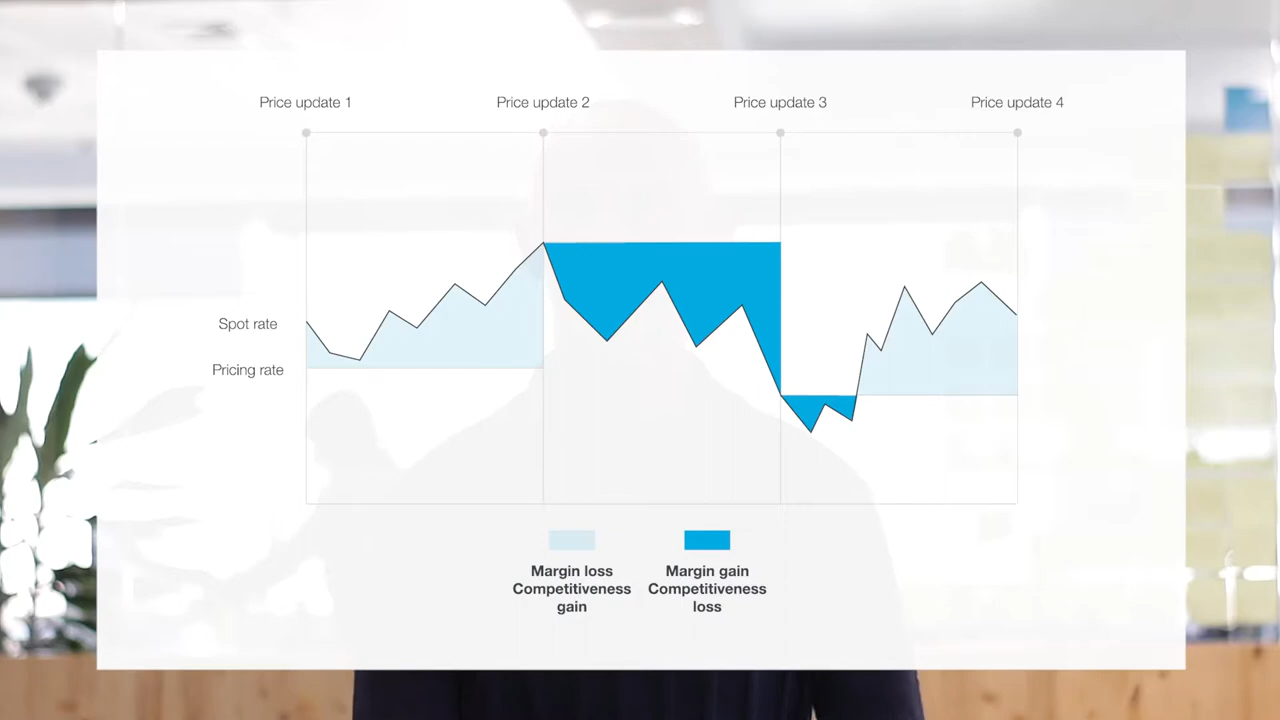 Price update 1
Price update 2
Price update 3
Price update 4
Spot rate
Pricing rate
Margin loss
Competitiveness
gain
Margin gain
Competitiveness
loss